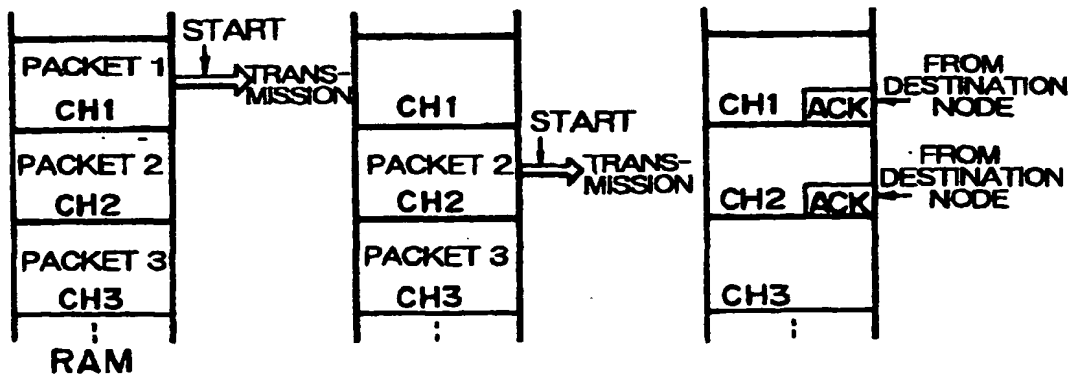 START
PACKET 1
TRANS-
MISSION
CH1
PACKET 2
CH2
PACKET 3
CH3
RAM
CH1
START
PACKET 2
TRANS-
MISSION
CH2
PACKET 3
CH3
FROM
DESTINATION
NODE
CH1 ACK
FROM
DESTINATION
NODE
CH2 ACK
CH3